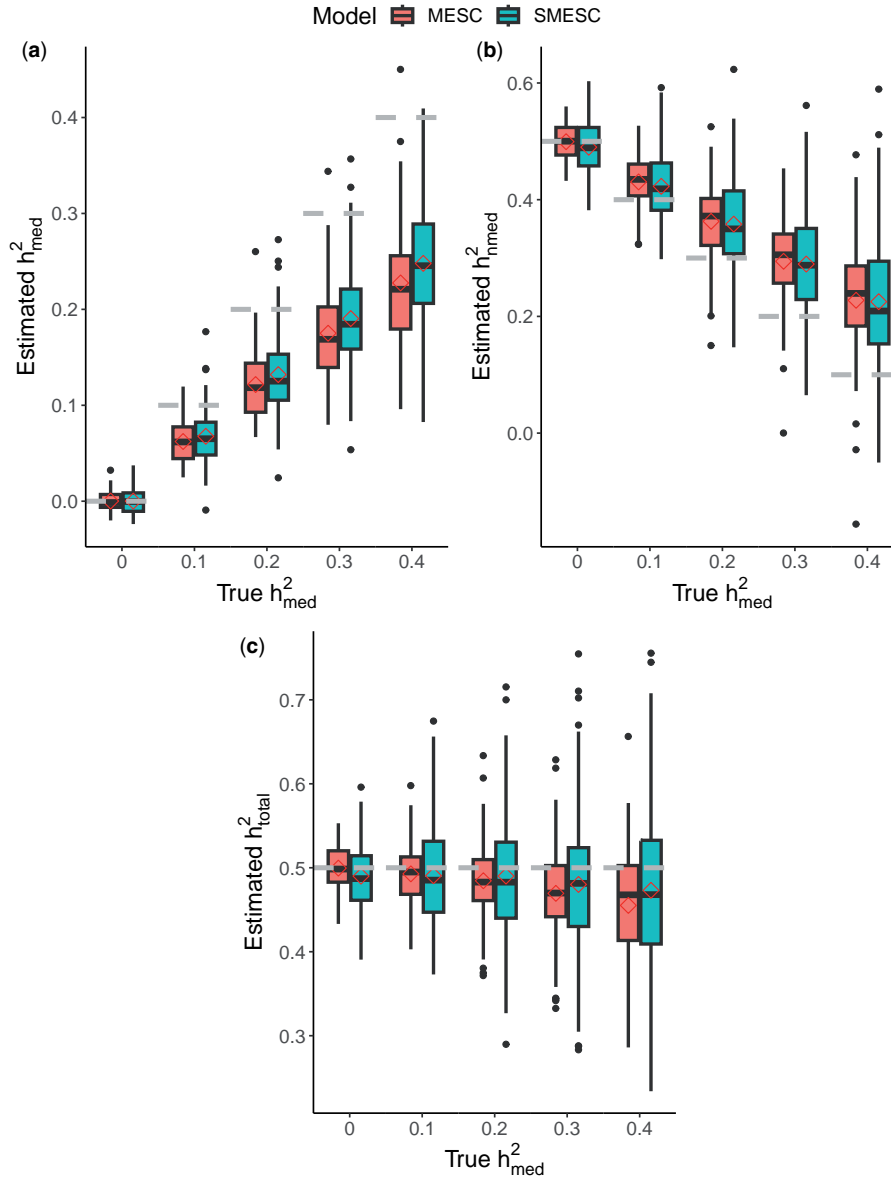 Model MESC SMESC
(a)
Estimated h²med
0.4
0.3
0.2
0.1
0.0
0 0.1 0.2 0.3 0.4
True h²med
(b)
Estimated h²nmed
0.6
0.4
0.2
0.0
0 0.1 0.2 0.3 0.4
True h²med
(c)
Estimated h²total
0.7
0.6
0.5
0.4
0.3
0 0.1 0.2 0.3 0.4
True h²med